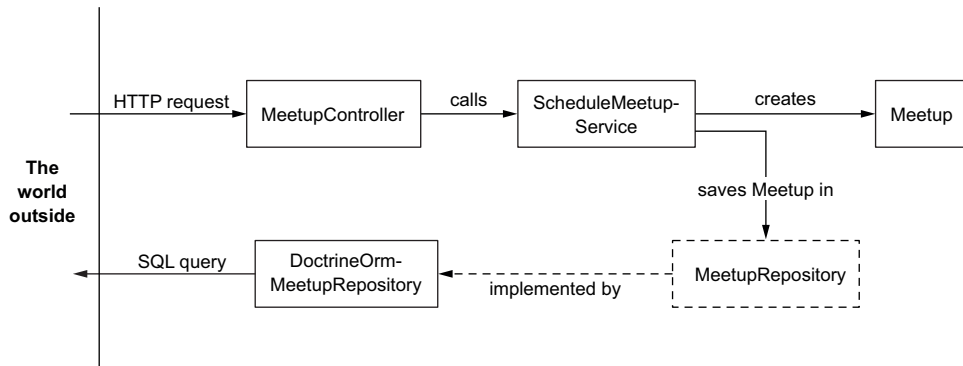 HTTP request
MeetupController
calls
ScheduleMeetup-
Service
creates
Meetup
The
world
outside
saves Meetup in
SQL query
DoctrineOrm-
MeetupRepository
implemented by
MeetupRepository